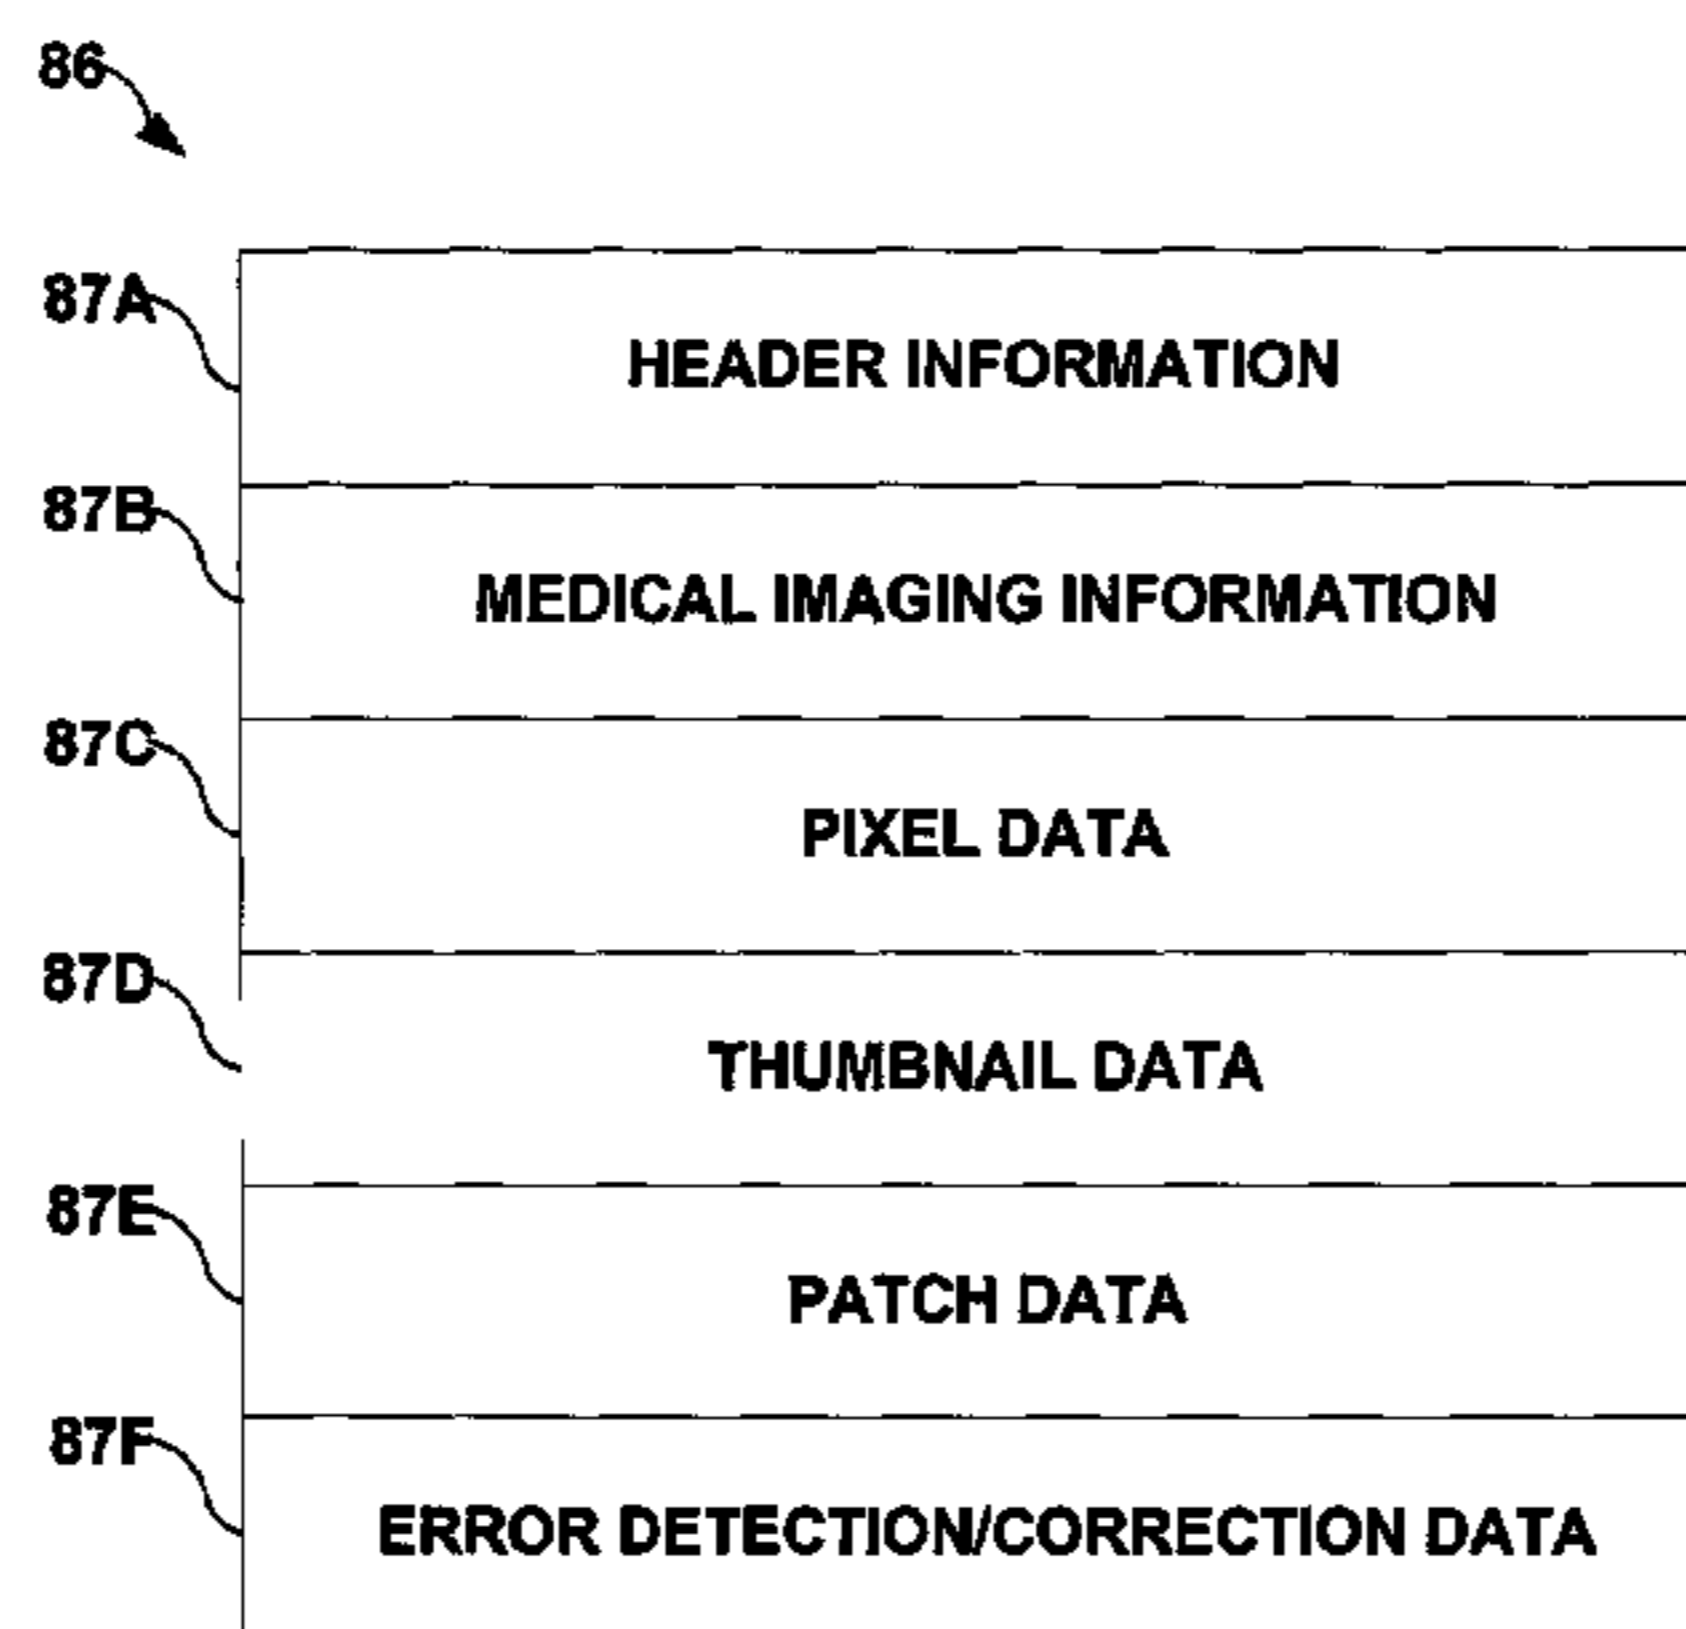 86
87A
HEADER INFORMATION
87B
MEDICAL IMAGING INFORMATION
87C
PIXEL DATA
87D
THUMBNAIL DATA
87E
PATCH DATA
87F
ERROR DETECTION/CORRECTION DATA